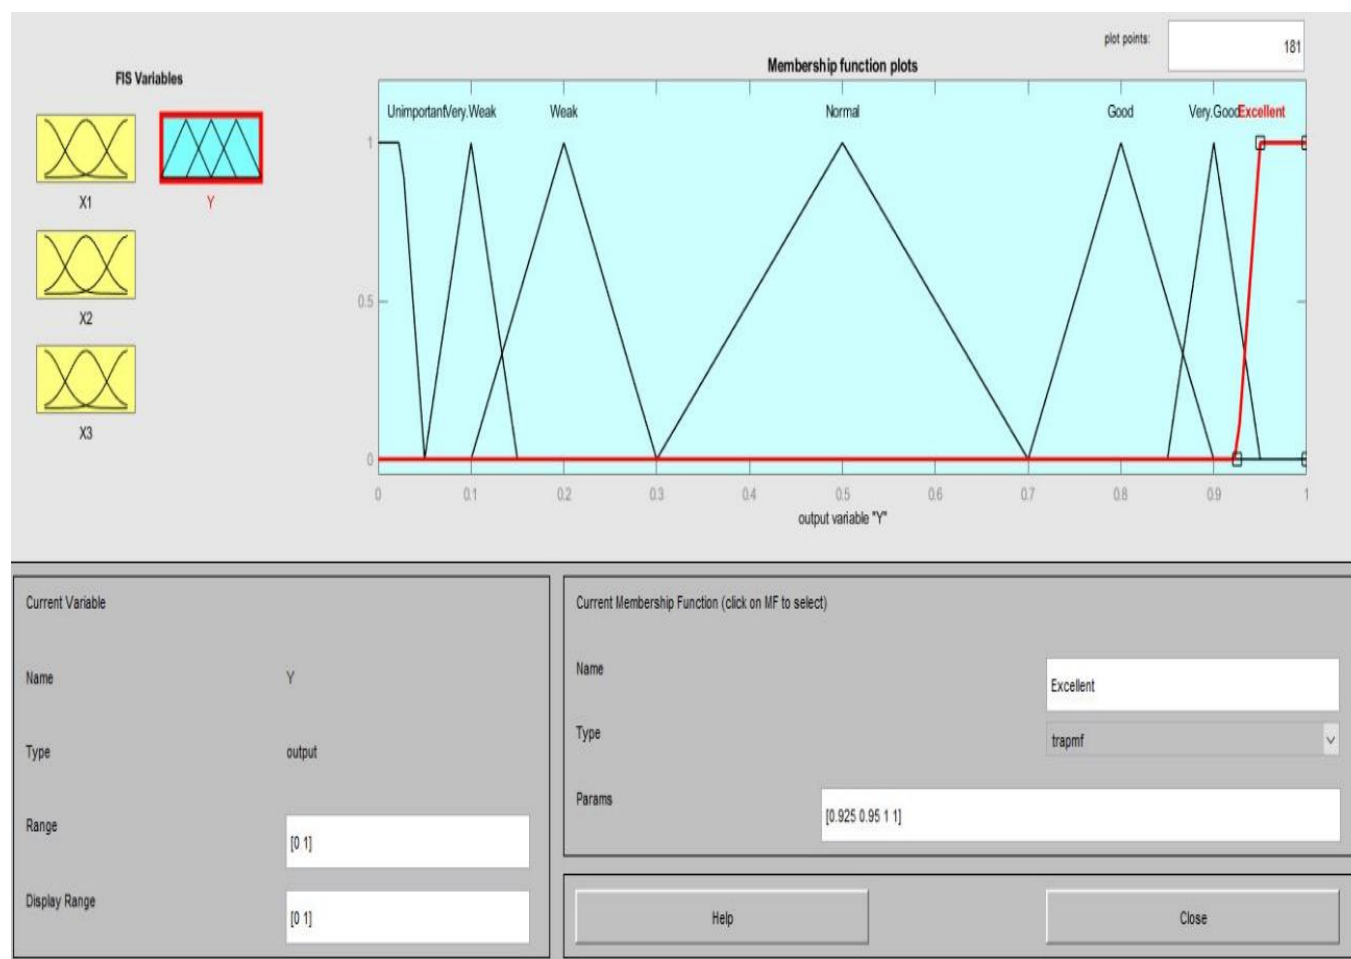 plot points:
181
FIS Variables
Membership function plots
X1
Y
X2
X3
Unimportant Very.Weak Weak Normal Good Very.Good Excellent
1
0.5
0
0 0.1 0.2 0.3 0.4 0.5 0.6 0.7 0.8 0.9 1
output variable "Y"
Current Variable
Name Y
Type output
Range [0 1]
Display Range [0 1]
Current Membership Function (click on MF to select)
Name Excellent
Type trapmf
Params [0.925 0.95 1 1]
Help Close